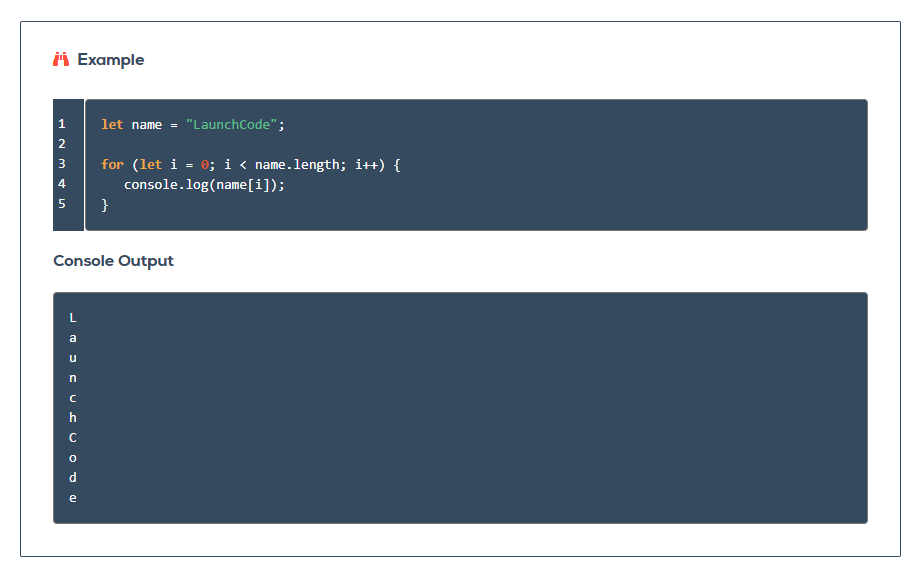 Example
1 let name = "LaunchCode";
2
3 for (let i = 0; i < name.length; i++) {
4    console.log(name[i]);
5 }
Console Output
L
a
u
n
c
h
C
o
d
e